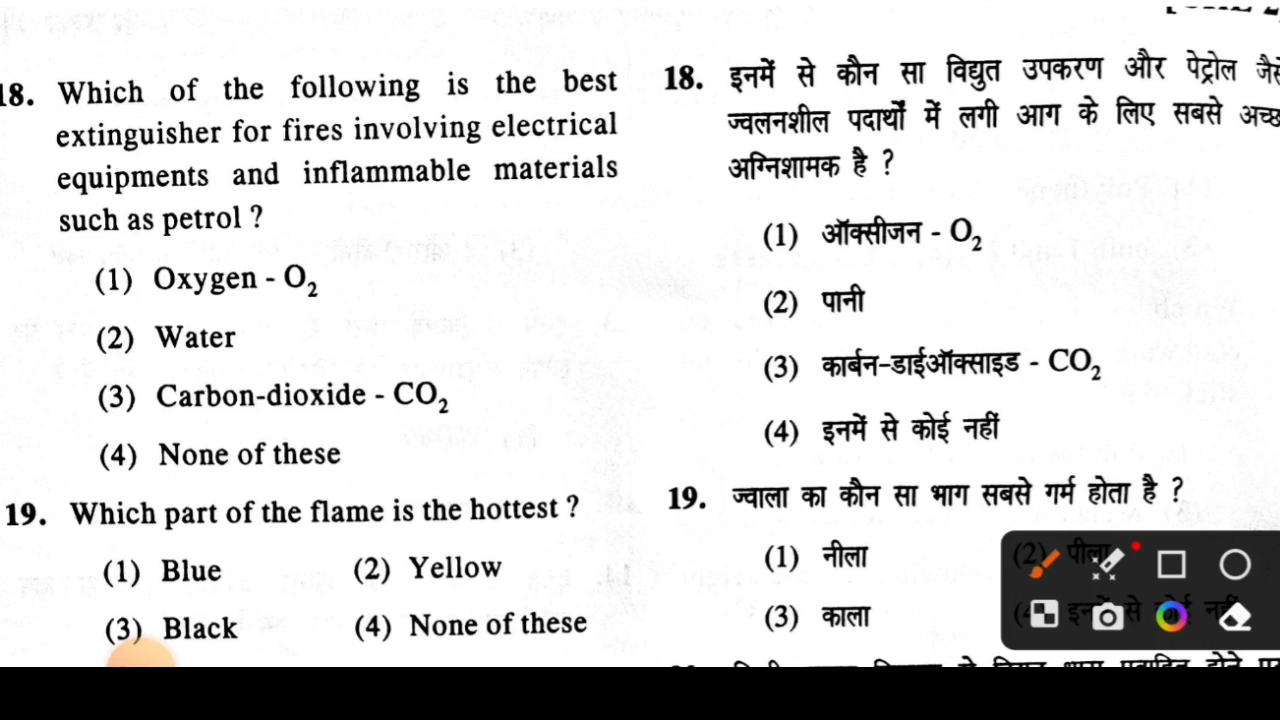 18. Which of the following is the best
extinguisher for fires involving electrical
equipments and inflammable materials
such as petrol ?
(1) Oxygen - O₂
(2) Water
(3) Carbon-dioxide - CO₂
(4) None of these
19. Which part of the flame is the hottest ?
(1) Blue (2) Yellow
(3) Black (4) None of these
18. इनमें से कौन सा विद्युत उपकरण और पेट्रोल जैसे
ज्वलनशील पदार्थों में लगी आग के लिए सबसे
अग्निशामक है ?
(1) ऑक्सीजन - O₂
(2) पानी
(3) कार्बन-डाईऑक्साइड - CO₂
(4) इनमें से कोई नहीं
19. ज्वाला का कौन सा भाग सबसे गर्म होता है ?
(1) नीला (2) पीला
(3) काला (4) इनमें से कोई नहीं